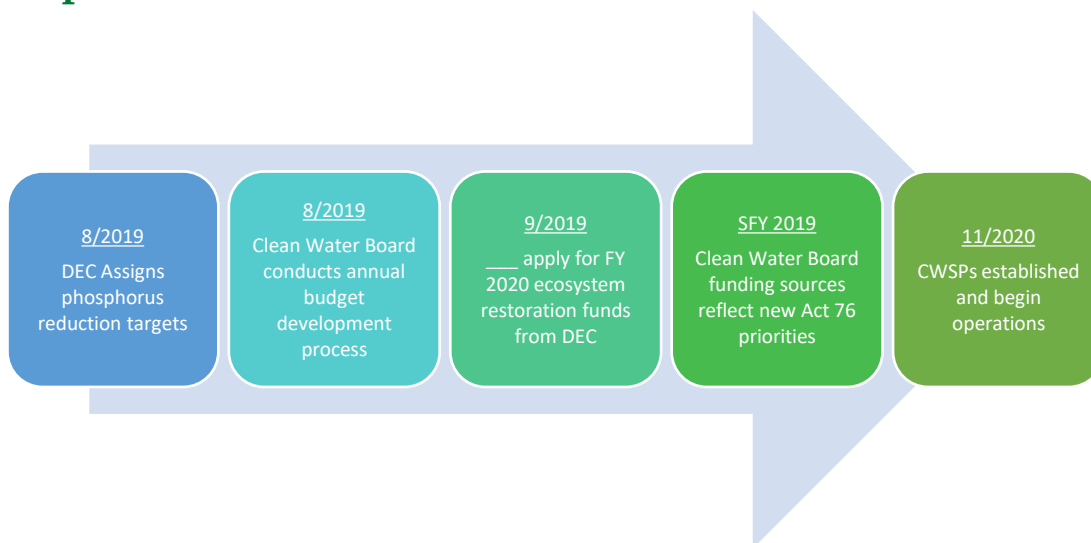 8/2019
DEC Assigns
phosphorus
reduction targets
8/2019
Clean Water Board
conducts annual
budget
development
process
9/2019
___ apply for FY
2020 ecosystem
restoration funds
from DEC
SFY 2019
Clean Water Board
funding sources
reflect new Act 76
priorities
11/2020
CWSPs established
and begin
operations